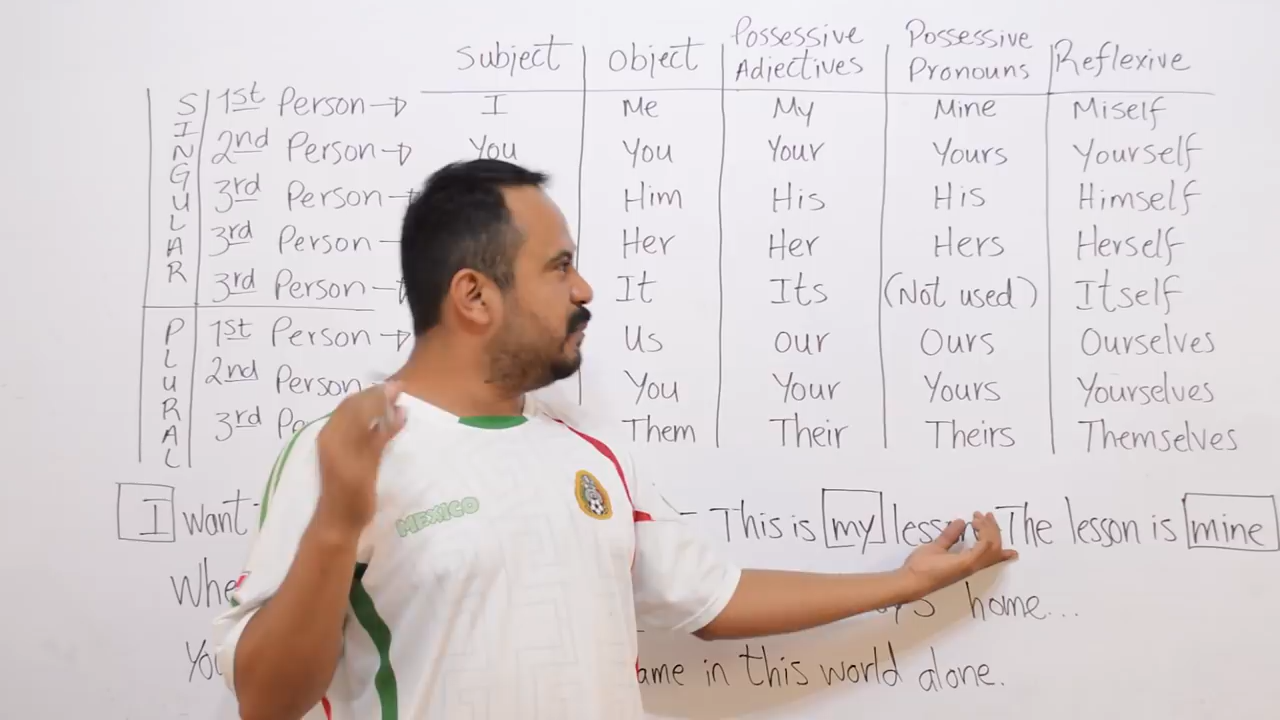 Subject Object Possessive Adjectives Possessive Pronouns Reflexive
SINGULAR
1st Person I Me My Mine Miself
2nd Person You You Your Yours Yourself
3rd Person Him His His Himself
3rd Person Her Her Hers Herself
3rd Person It Its (Not used) Itself
PLURAL
1st Person Us our Ours Ourselves
2nd Person You Your Yours Yourselves
3rd Them Their Theirs Themselves
I want This is my lesson The lesson is mine
home...
in this world alone.
MEXICO